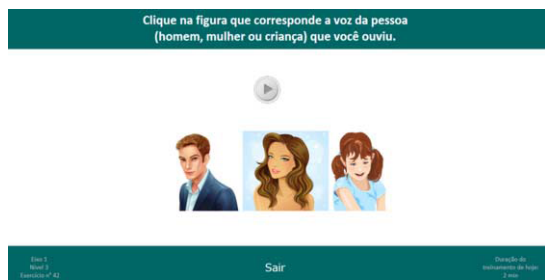 Clique na figura que corresponde a voz da pessoa
(homem, mulher ou criança) que você ouviu.
Eixo 1
Nível 3
Exercício nº 42
Sair
Duração do
treinamento de hoje:
2 min